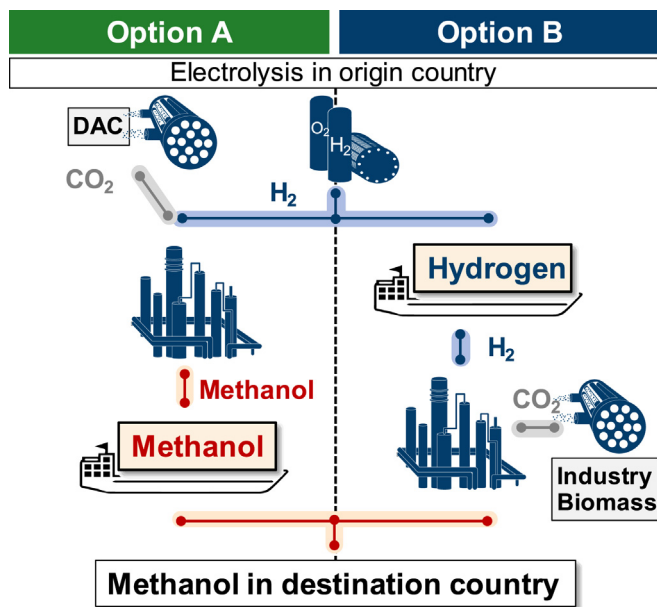 Option A
Option B
Electrolysis in origin country
DAC
O₂
H₂
CO₂
H₂
Hydrogen
H₂
Methanol
CO₂
Methanol
Industry
Biomass
Methanol in destination country